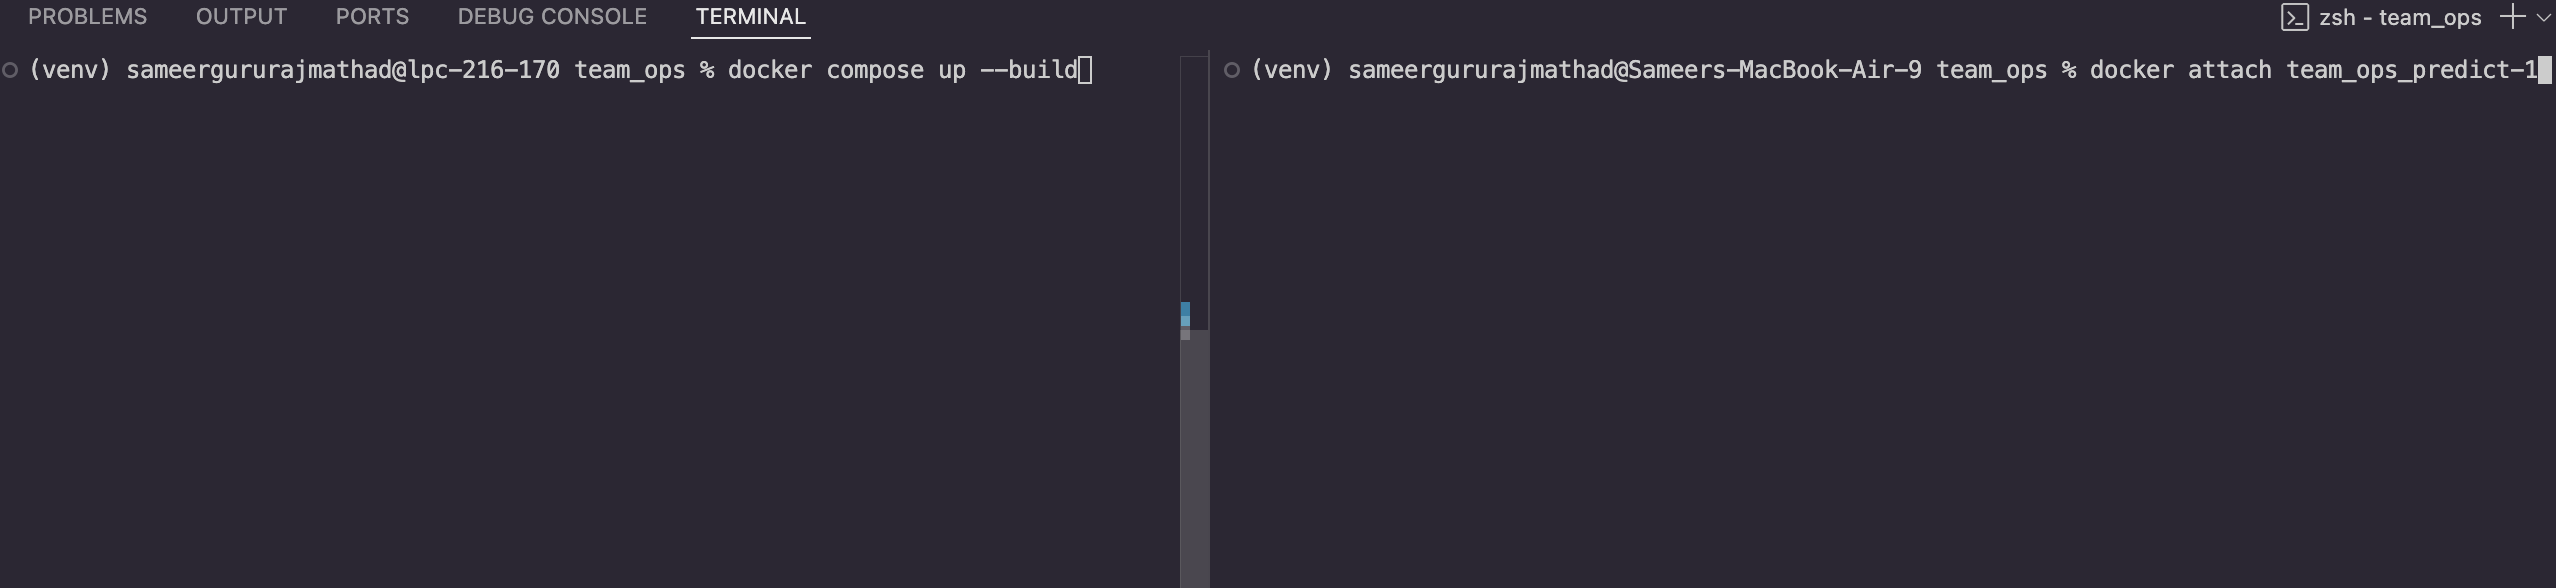 PROBLEMS OUTPUT PORTS DEBUG CONSOLE TERMINAL zsh - team_ops
(venv) sameergururajmathad@lpc-216-170 team_ops % docker compose up --build
(venv) sameergururajmathad@Sameers-MacBook-Air-9 team_ops % docker attach team_ops_predict-1